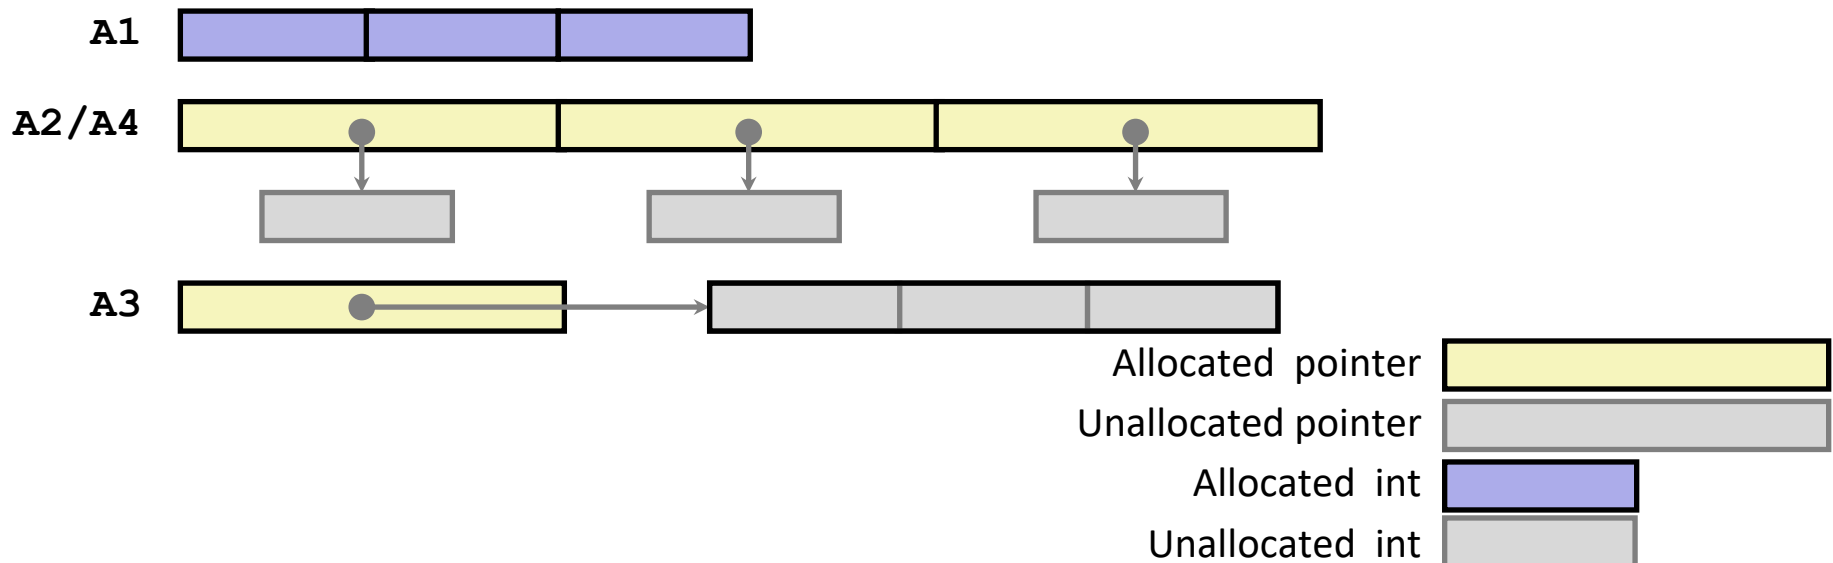 A1
A2/A4
A3
Allocated pointer
Unallocated pointer
Allocated int
Unallocated int